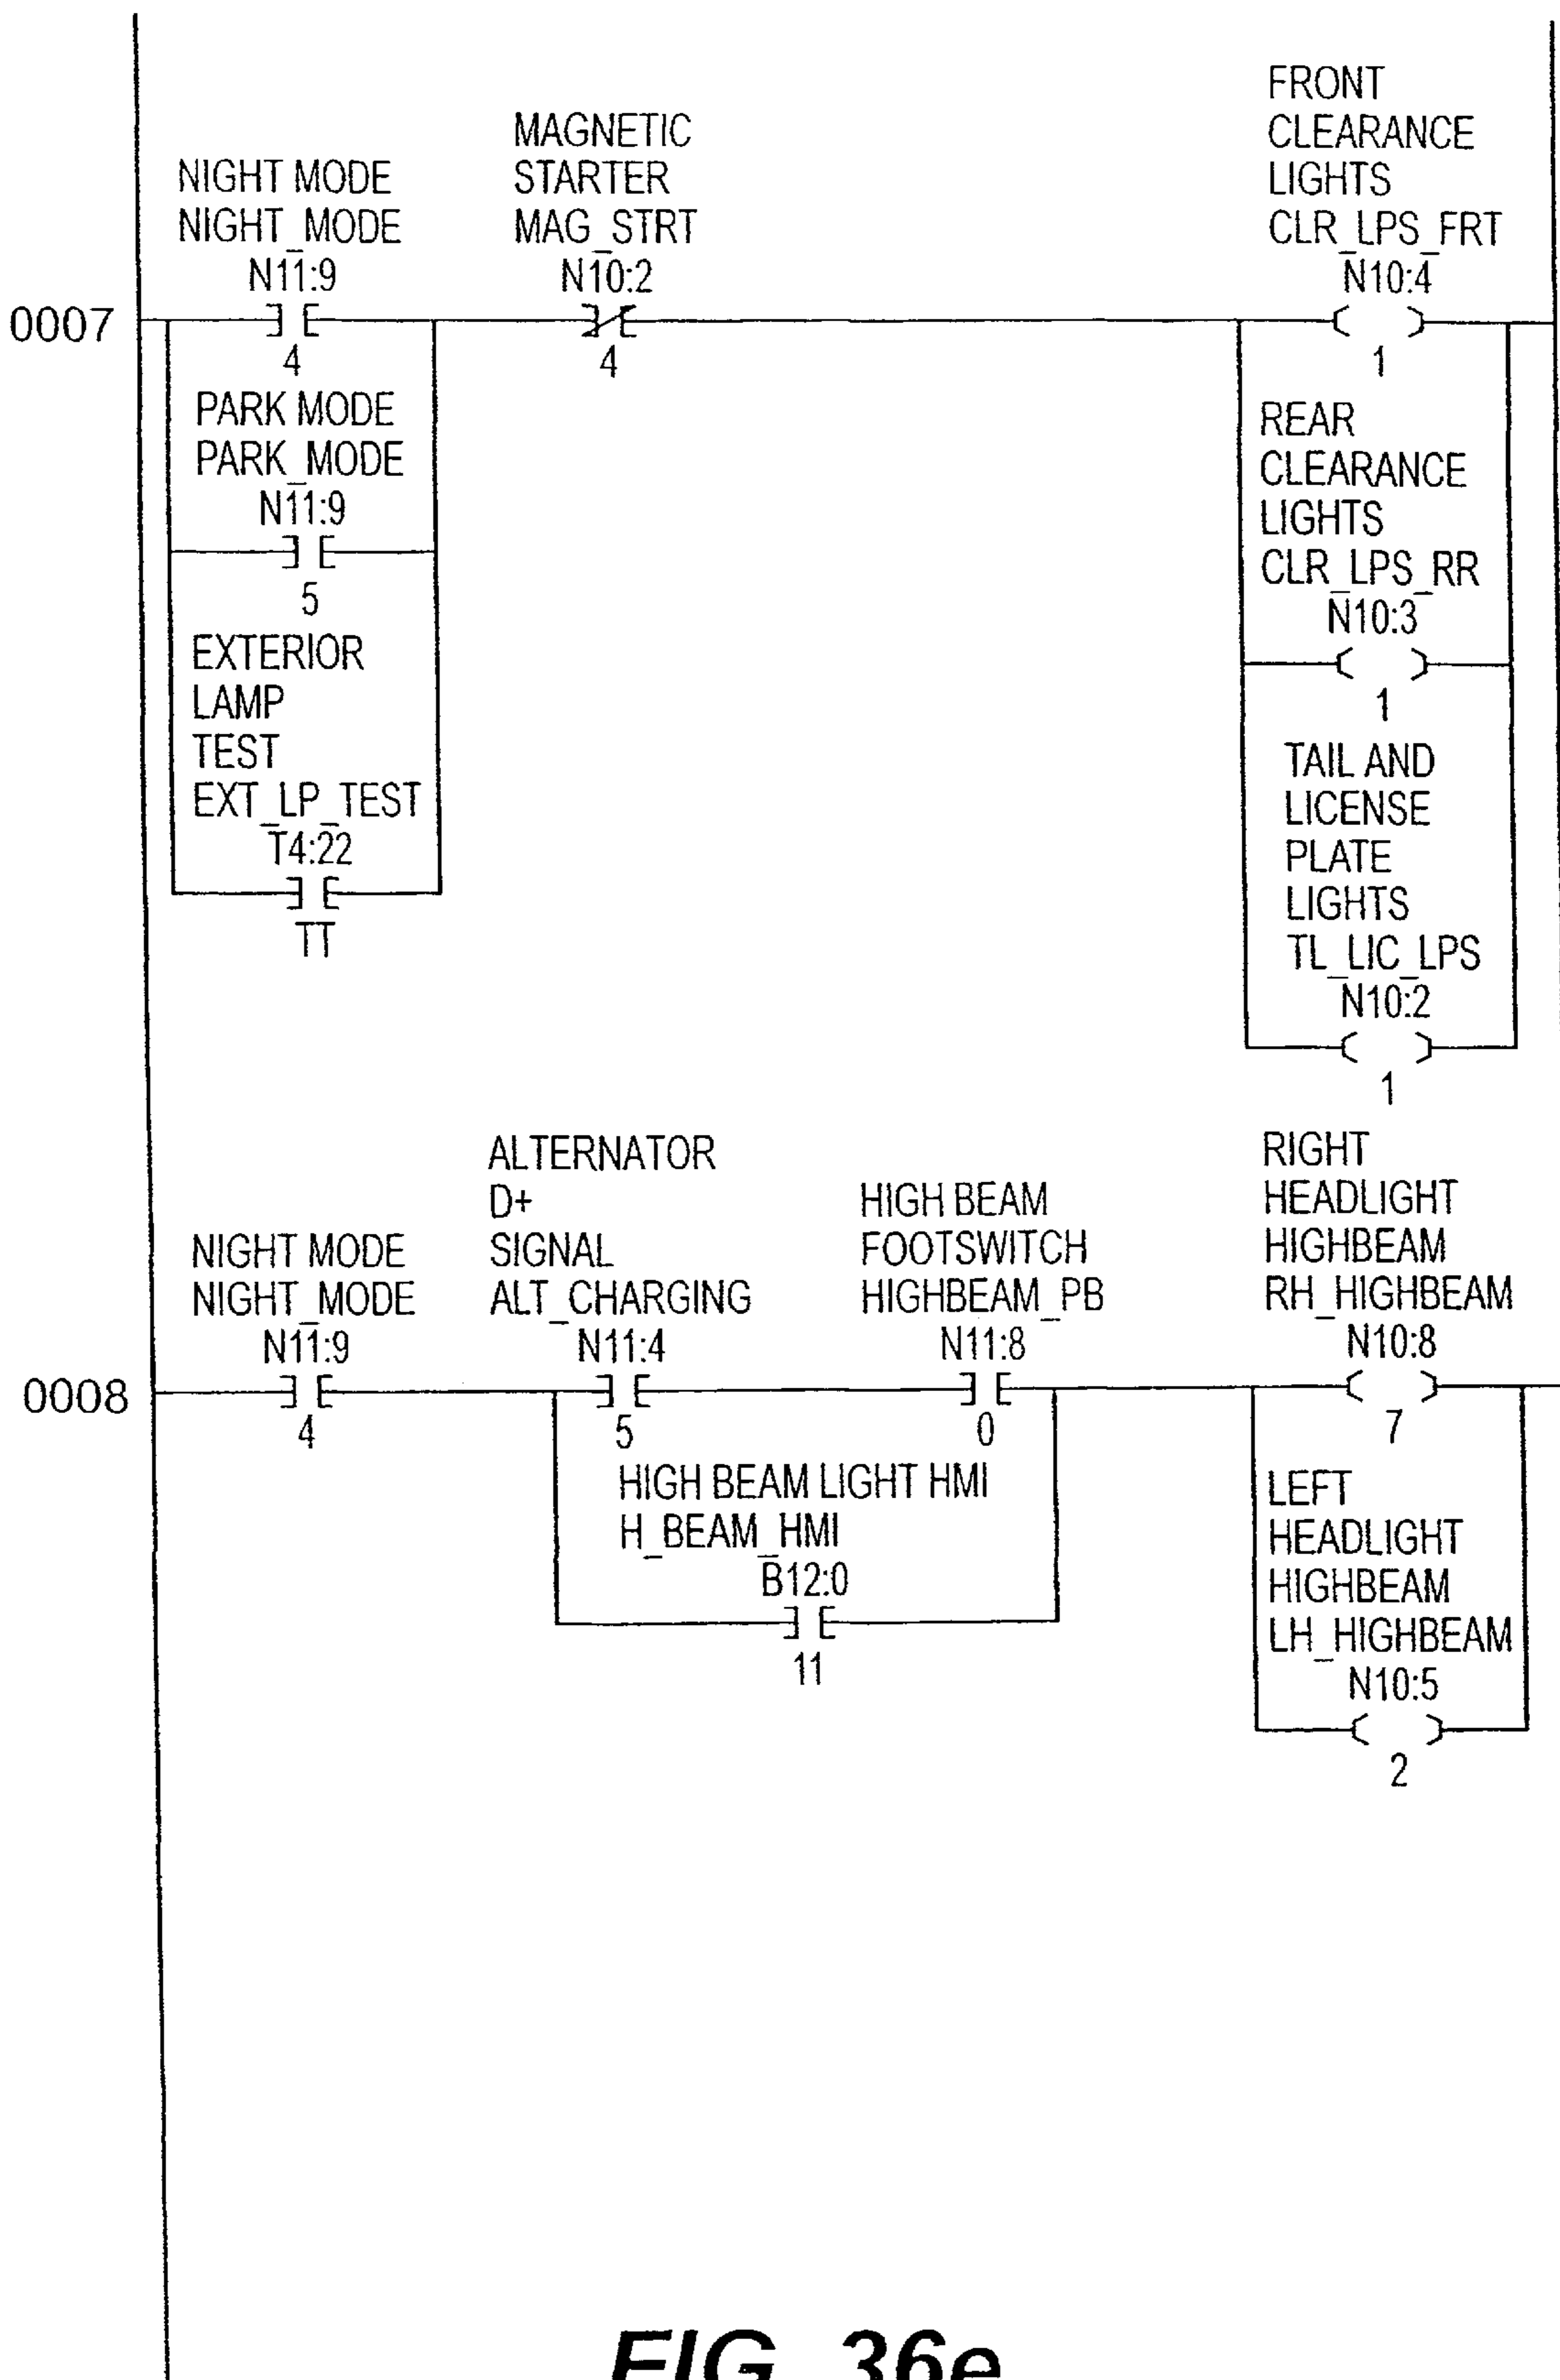 NIGHT MODE
NIGHT_MODE
N11:9
4
MAGNETIC
STARTER
MAG_STRT
N10:2
4
FRONT
CLEARANCE
LIGHTS
CLR_LPS_FRT
N10:4
1
0007
PARK MODE
PARK_MODE
N11:9
5
EXTERIOR
LAMP
TEST
EXT_LP_TEST
T4:22
TT
REAR
CLEARANCE
LIGHTS
CLR_LPS_RR
N10:3
1
TAIL AND
LICENSE
PLATE
LIGHTS
TL_LIC_LPS
N10:2
1
0008
NIGHT MODE
NIGHT_MODE
N11:9
4
ALTERNATOR
D+
SIGNAL
ALT_CHARGING
N11:4
5
HIGH BEAM
FOOTSWITCH
HIGHBEAM_PB
N11:8
0
HIGH BEAM LIGHT HMI
H_BEAM_HMI
B12:0
11
RIGHT
HEADLIGHT
HIGHBEAM
RH_HIGHBEAM
N10:8
7
LEFT
HEADLIGHT
HIGHBEAM
LH_HIGHBEAM
N10:5
2
FIG. 36e